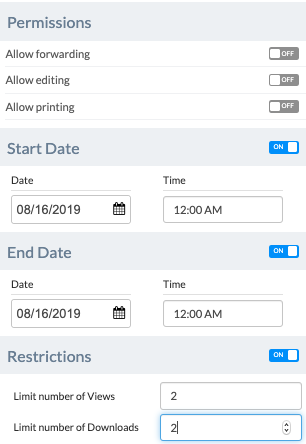 Permissions
Allow forwarding OFF
Allow editing OFF
Allow printing OFF
Start Date ON
Date Time
08/16/2019 12:00 AM
End Date ON
Date Time
08/16/2019 12:00 AM
Restrictions ON
Limit number of Views 2
Limit number of Downloads 2